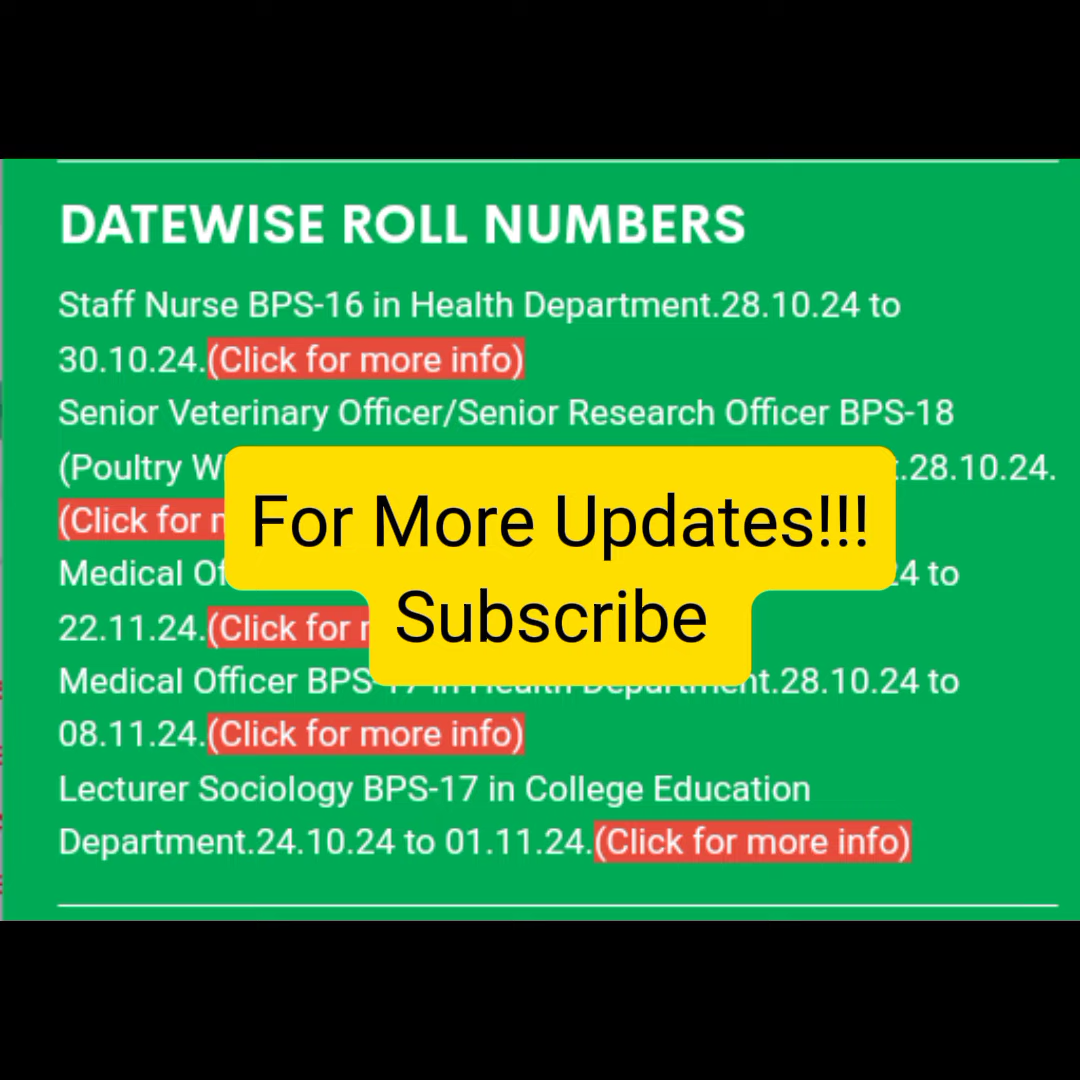 DATEWISE ROLL NUMBERS
Staff Nurse BPS-16 in Health Department.28.10.24 to
30.10.24.(Click for more info)
Senior Veterinary Officer/Senior Research Officer BPS-18
(Poultry .28.10.24.
(Click for
For More Updates!!!
Medical to
22.11.24.(Click for
Subscribe
Medical Officer BPS-17 in Health Department.28.10.24 to
08.11.24.(Click for more info)
Lecturer Sociology BPS-17 in College Education
Department.24.10.24 to 01.11.24.(Click for more info)